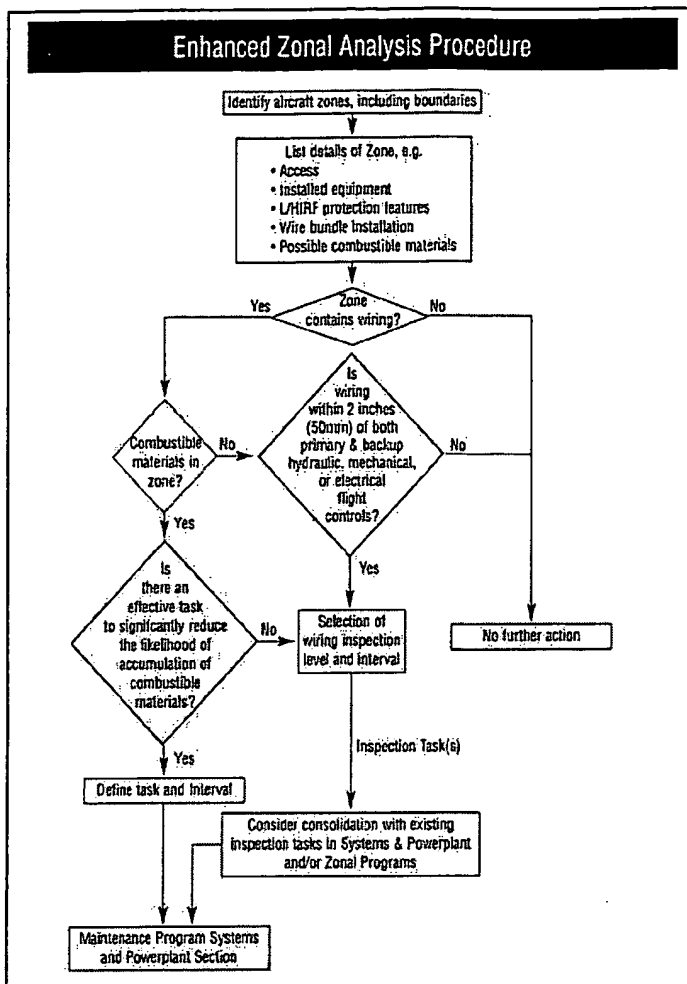 Enhanced Zonal Analysis Procedure
Identify aircraft zones, including boundaries
List details of Zone, e.g.
• Access
• Installed equipment
• L/HIRF protection features
• Wire bundle Installation
• Possible combustible materials
Yes
Zone
contains wiring?
No
Combustible
materials in
zone?
No
Is
wiring
within 2 inches
(50mm) of both
primary & backup
hydraulic, mechanical,
or electrical
flight
controls?
No
Yes
Yes
Is
there an
effective task
to significantly reduce
the likelihood of
accumulation of
combustible
materials?
No
Selection of
wiring inspection
level and interval
No further action
Yes
Inspection Task(s)
Define task and Interval
Consider consolidation with existing
inspection tasks in Systems & Powerplant
and/or Zonal Programs
Maintenance Program Systems
and Powerplant Section